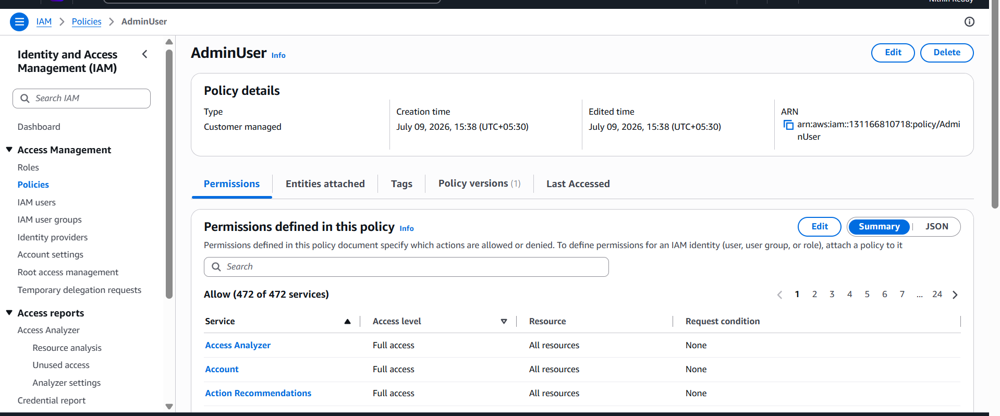 Nithin Reddy
IAM > Policies > AdminUser
Identity and Access
Management (IAM)
Search IAM
Dashboard
Access Management
Roles
Policies
IAM users
IAM user groups
Identity providers
Account settings
Root access management
Temporary delegation requests
Access reports
Access Analyzer
Resource analysis
Unused access
Analyzer settings
Credential report
AdminUser Info
Edit Delete
Policy details
Type
Customer managed
Creation time
July 09, 2026, 15:38 (UTC+05:30)
Edited time
July 09, 2026, 15:38 (UTC+05:30)
ARN
arn:aws:iam::131166810718:policy/Admi
nUser
Permissions Entities attached Tags Policy versions (1) Last Accessed
Permissions defined in this policy Info
Edit Summary JSON
Permissions defined in this policy document specify which actions are allowed or denied. To define permissions for an IAM identity (user, user group, or role), attach a policy to it
Search
Allow (472 of 472 services)
1 2 3 4 5 6 7 ... 24
Service Access level Resource Request condition
Access Analyzer Full access All resources None
Account Full access All resources None
Action Recommendations Full access All resources None